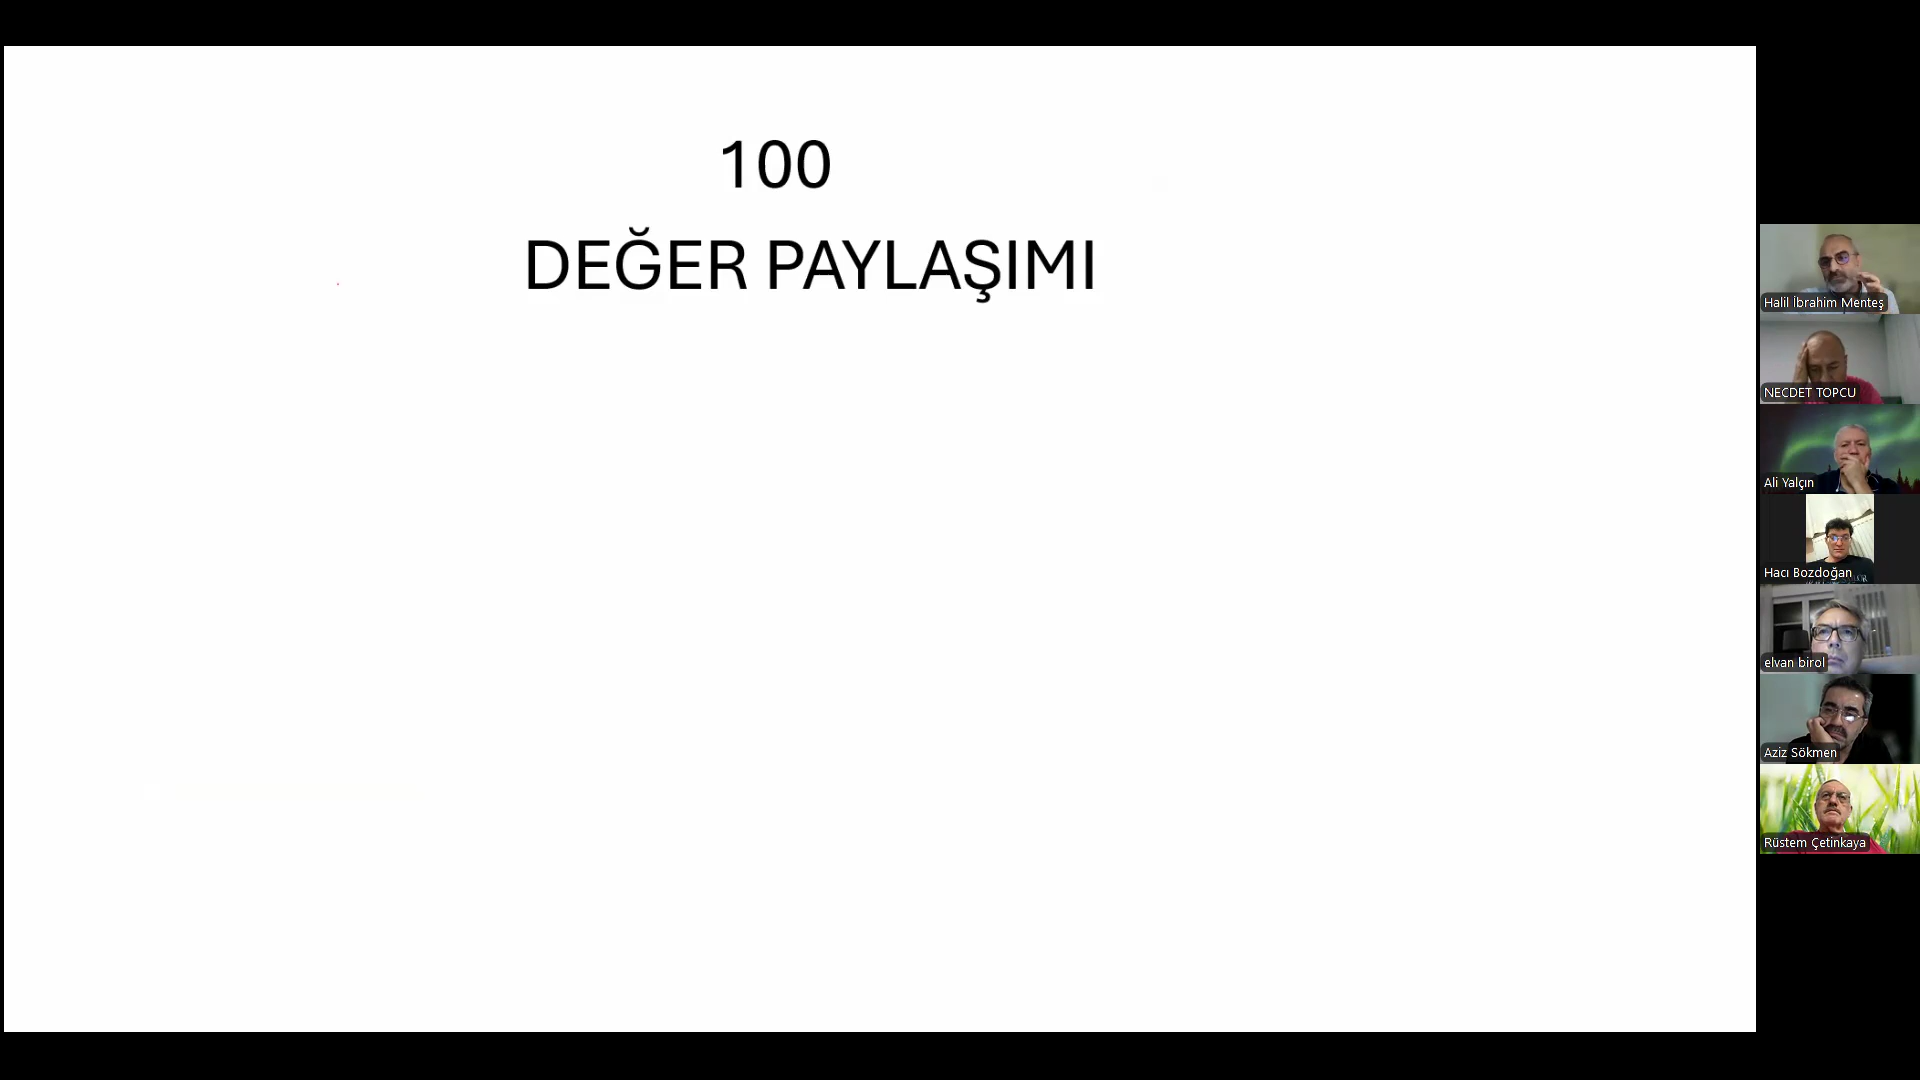 100
DEĞER PAYLAŞIMI
Halil İbrahim Menteş
NECDET TOPCU
Ali Yalçın
Hacı Bozdoğan
elvan birol
Aziz Sökmen
Rüstem Çetinkaya